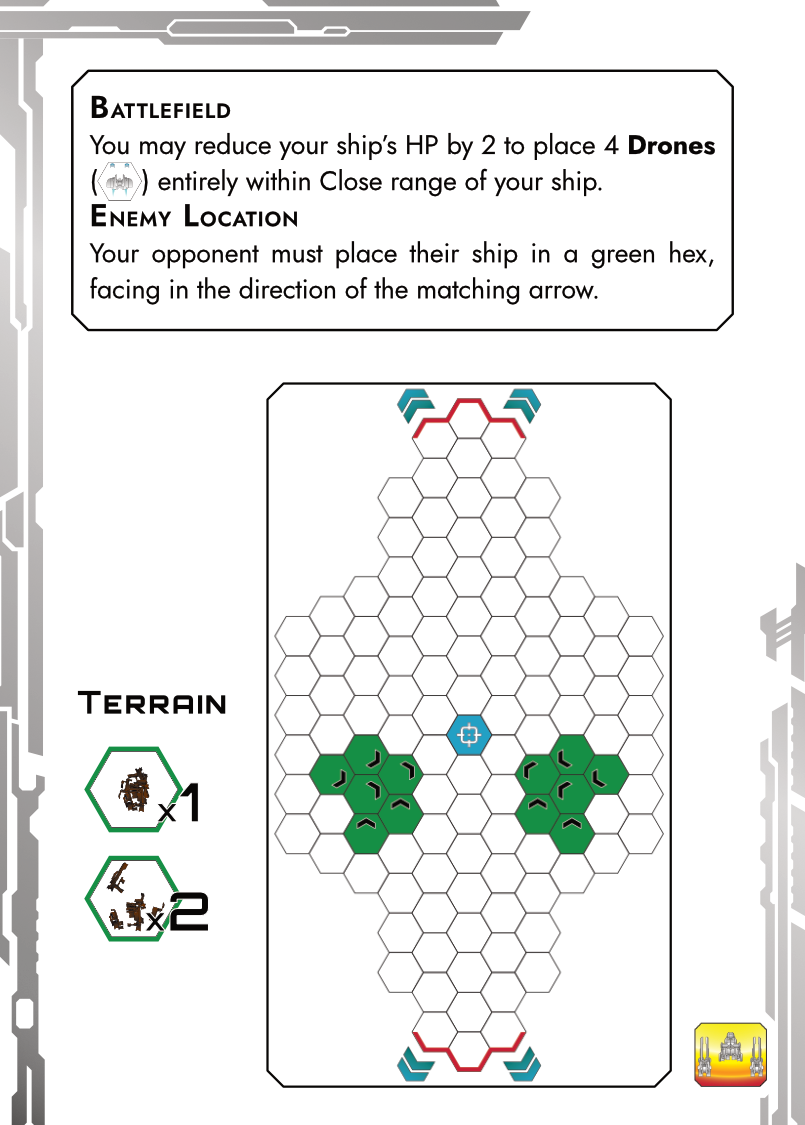 BATTLEFIELD
You may reduce your ship's HP by 2 to place 4 Drones
() entirely within Close range of your ship.
ENEMY LOCATION
Your opponent must place their ship in a green hex,
facing in the direction of the matching arrow.
TERRAIN
x1
x2